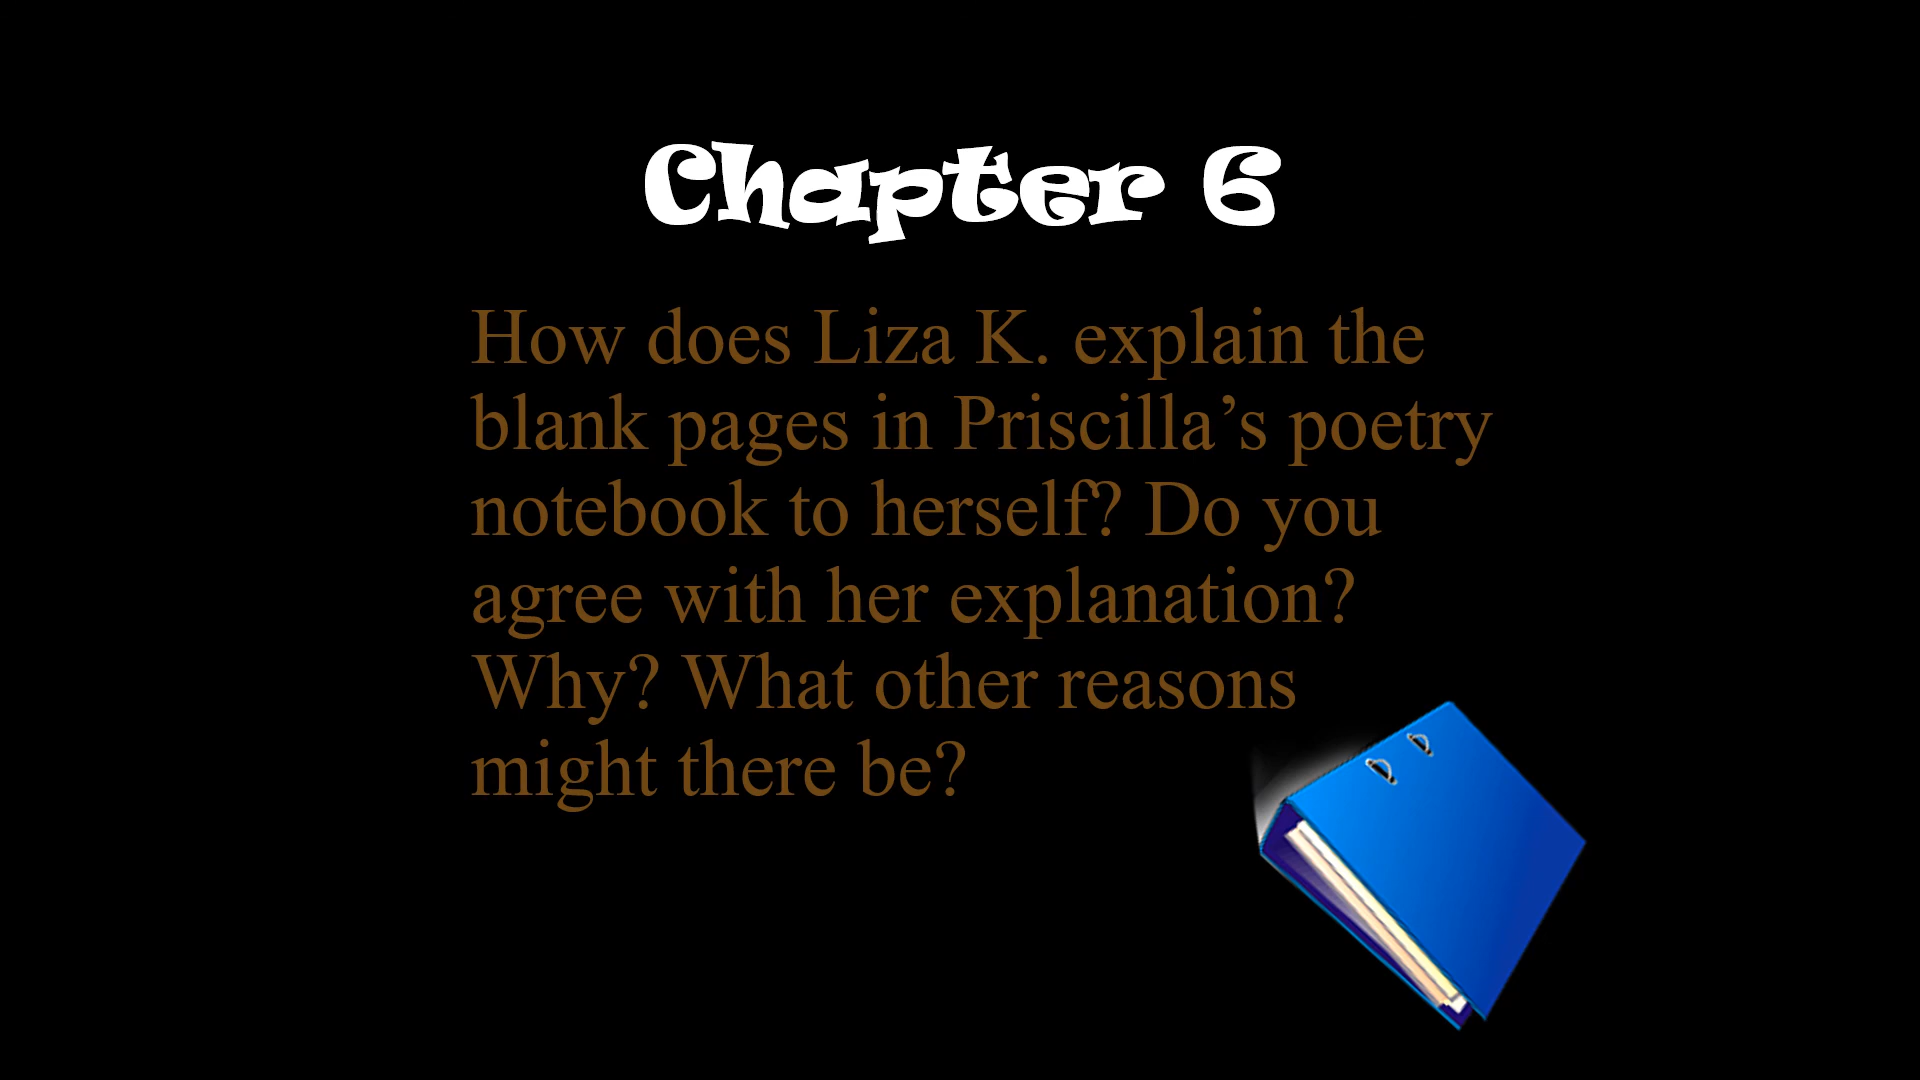 Chapter 6
How does Liza K. explain the
blank pages in Priscilla’s poetry
notebook to herself? Do you
agree with her explanation?
Why? What other reasons
might there be?